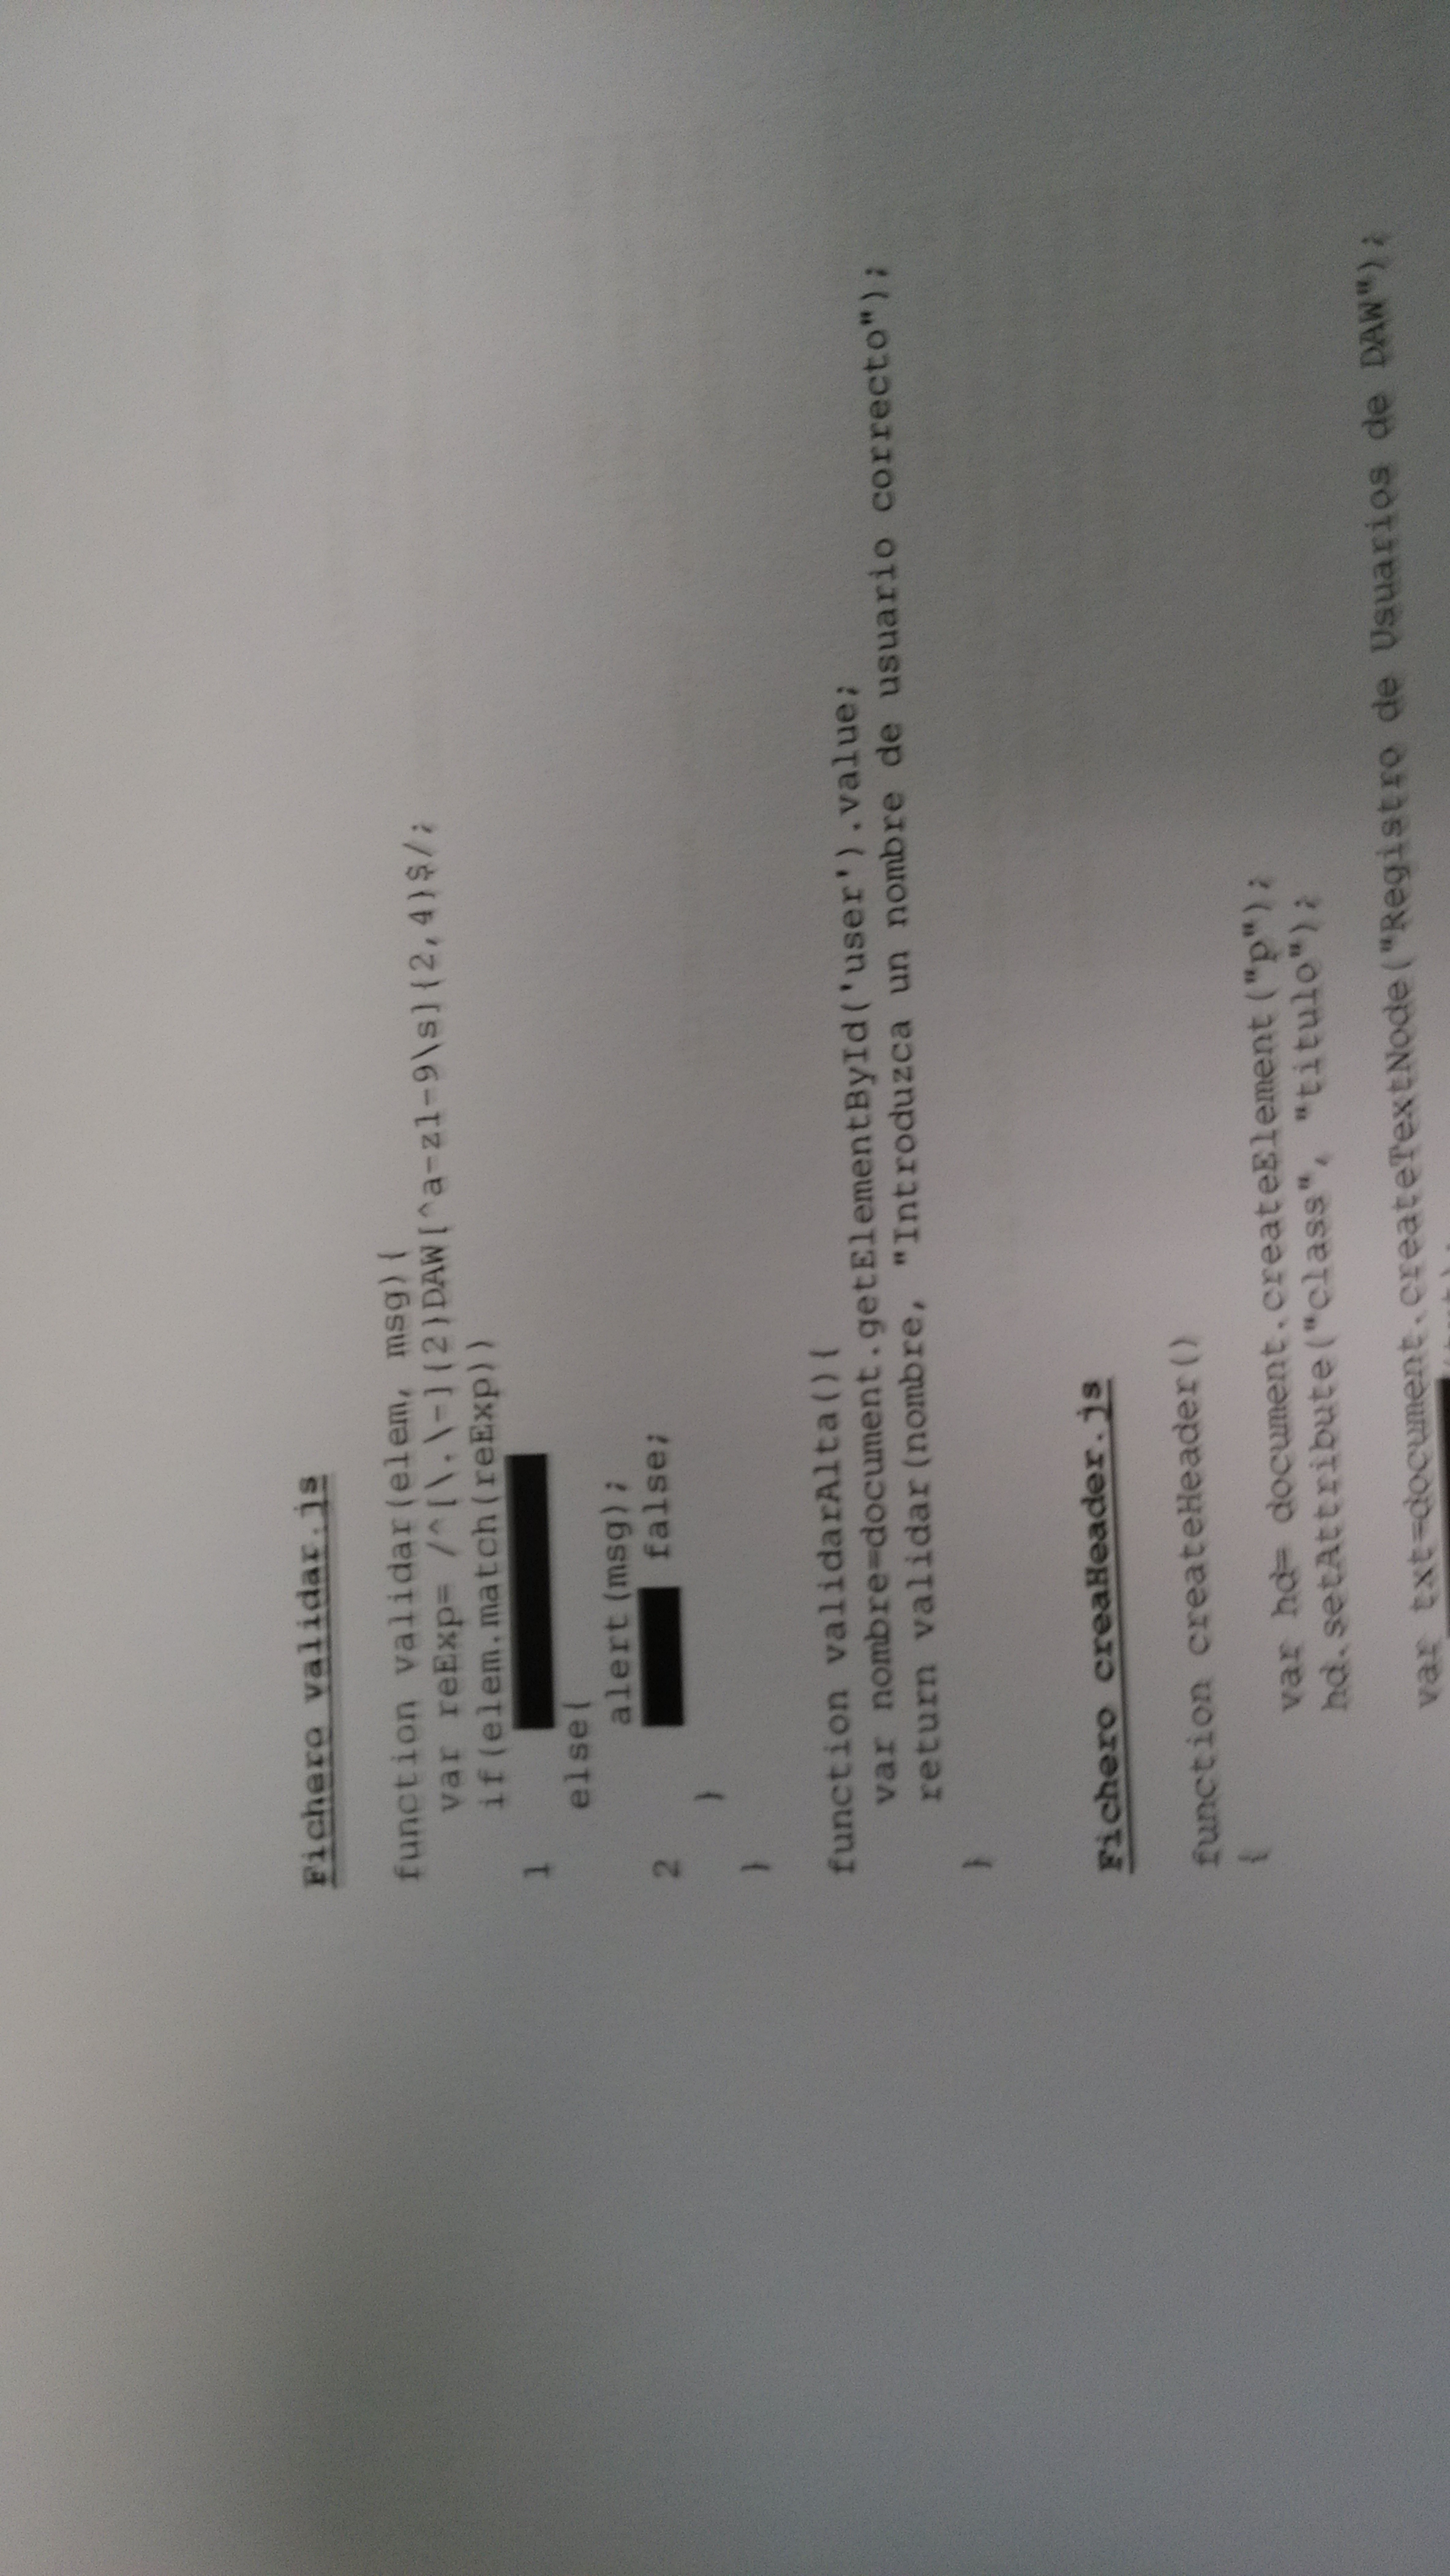 Fichero validar.js
function validar(elem, msg){
var reExp= /^[\.\-]{2}DAW[^a-z1-9\s]{2,4}$/;
if(elem.match(reExp))
1
else{
alert(msg);
2 false;
}
}
function validarAlta(){
var nombre=document.getElementById('user').value;
return validar(nombre, "Introduzca un nombre de usuario correcto");
}
Fichero creaHeader.js
function createHeader()
{
var hd= document.createElement("p");
hd.setAttribute("class", "titulo");
var txt=document.createTextNode("Registro de Usuarios de DAW");